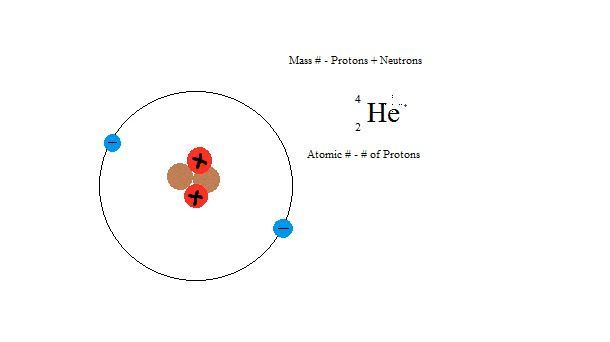 Mass # - Protons + Neutrons
4
He
2
Atomic # - # of Protons
+
−
−
+